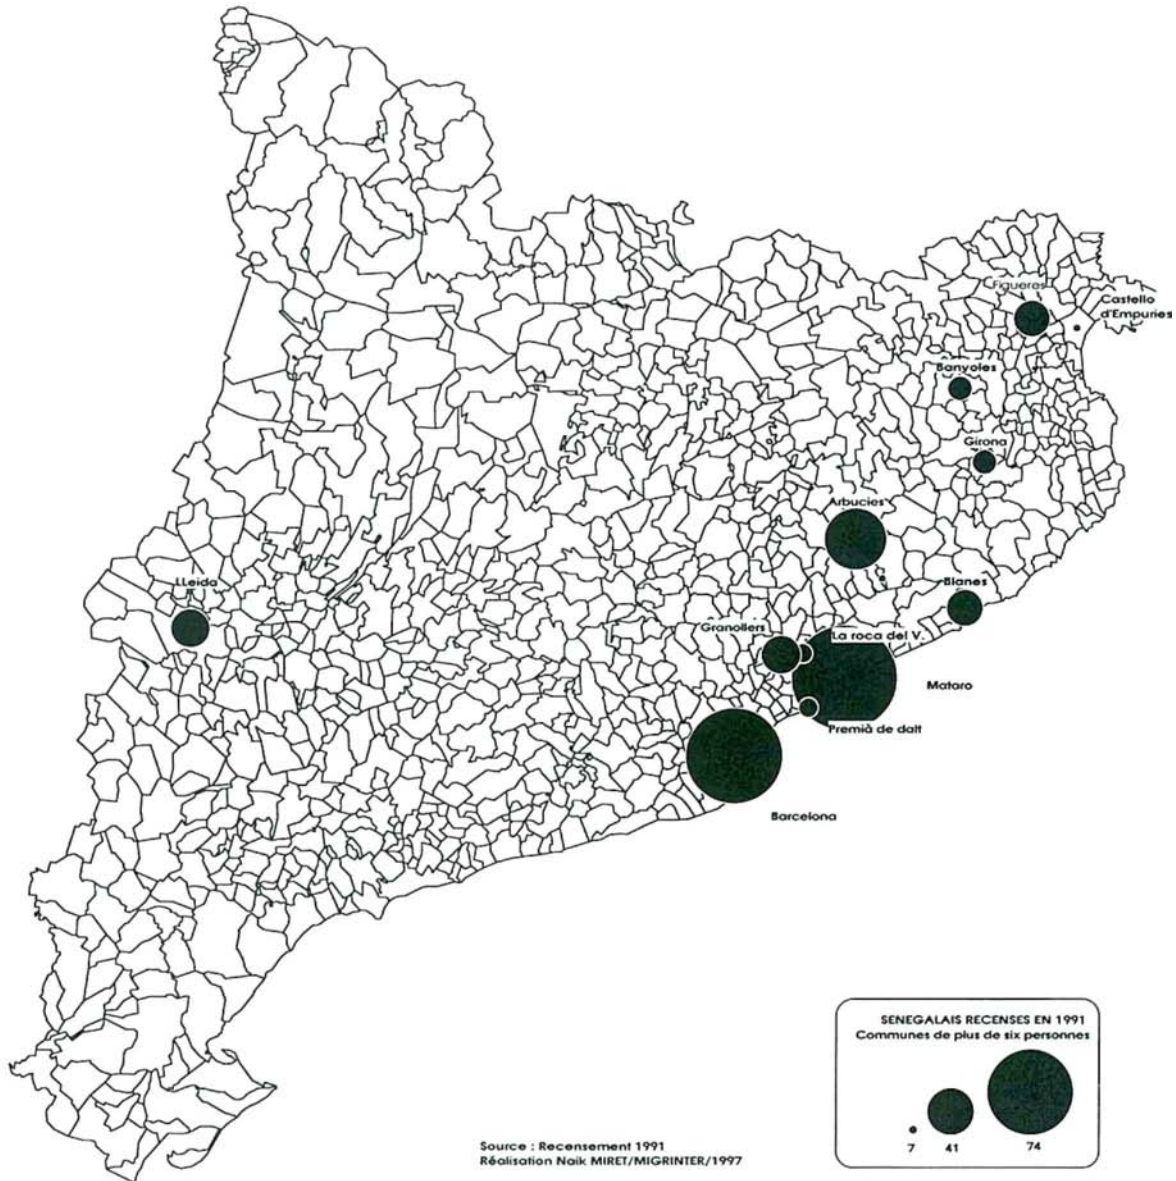 Figueras
Castello
d'Empuries
Banyoles
Girona
Arbucies
LLeida
Blanes
Granollers
La roca del V.
Mataro
Premià de dalt
Barcelona
SENEGALAIS RECENSES EN 1991
Communes de plus de six personnes
7 41 74
Source : Recensement 1991
Réalisation Naik MIRET/MIGRINTER/1997